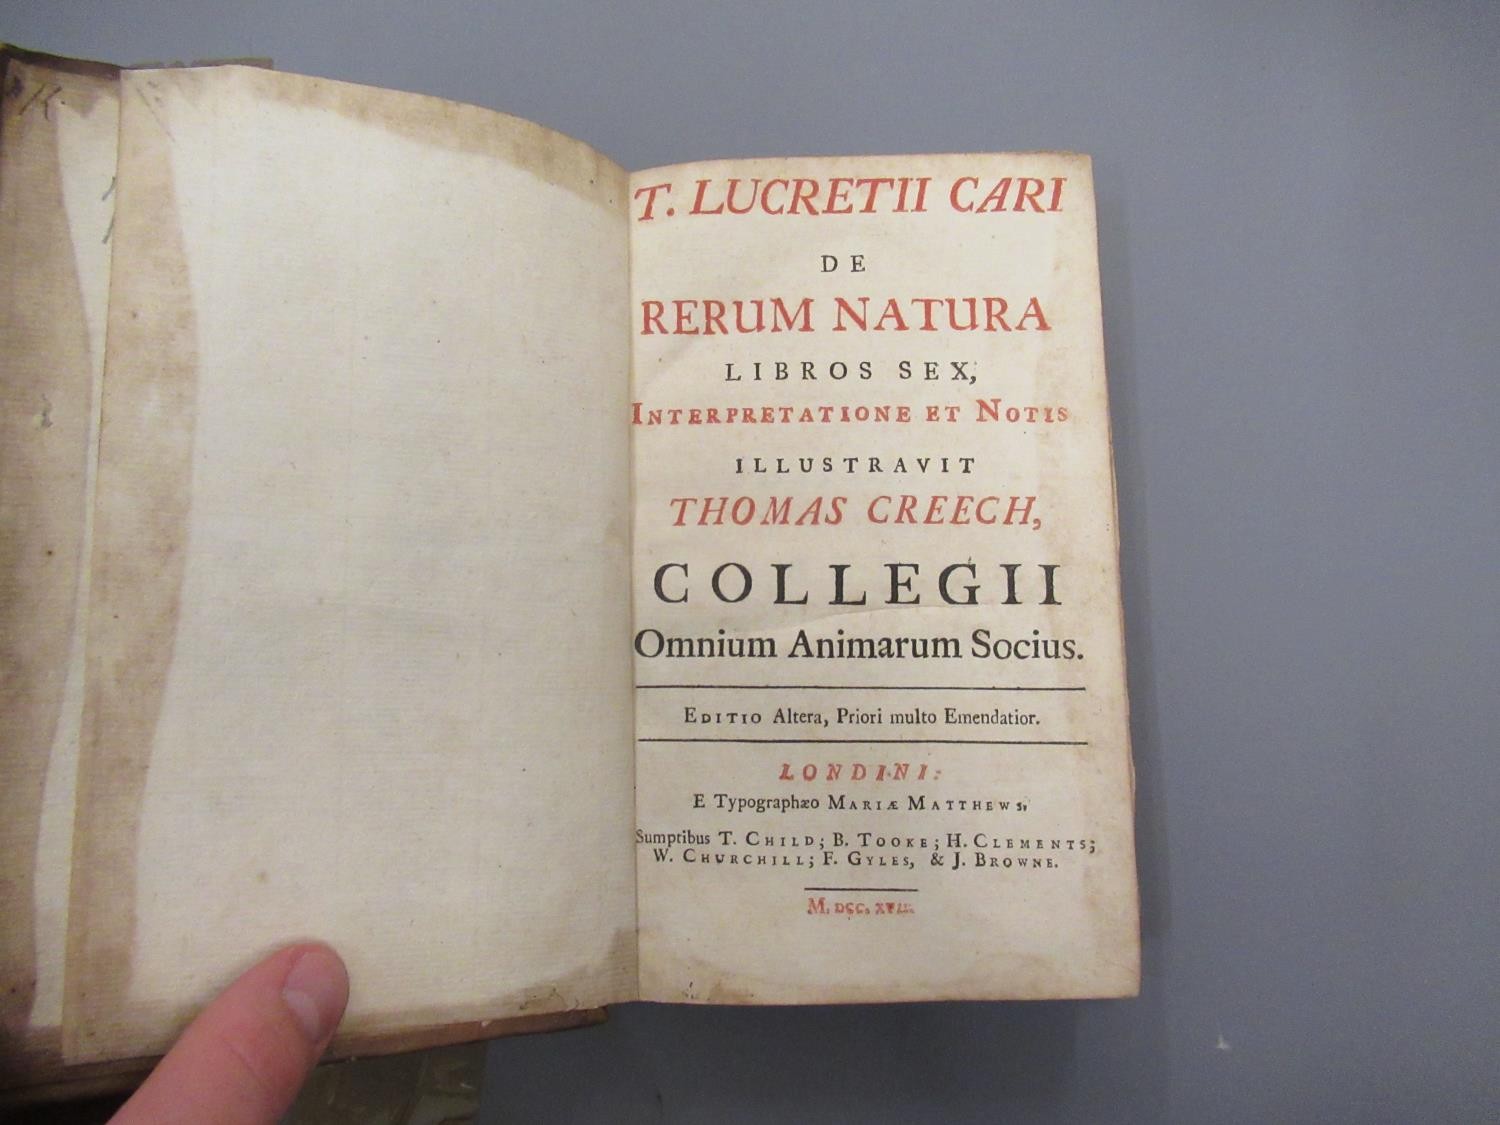 T. LUCRETII CARI
DE
RERUM NATURA
LIBROS SEX,
INTERPRETATIONE ET NOTIS
ILLUSTRAVIT
THOMAS CREECH,
COLLEGII
Omnium Animarum Socius.
EDITIO Altera, Priori multo Emendatior.
LONDINI:
E Typographæo MARIÆ MATTHEWS,
Sumptibus T. CHILD; B. TOOKE; H. CLEMENTS;
W. CHURCHILL; F. GYLES, & J. BROWNE.